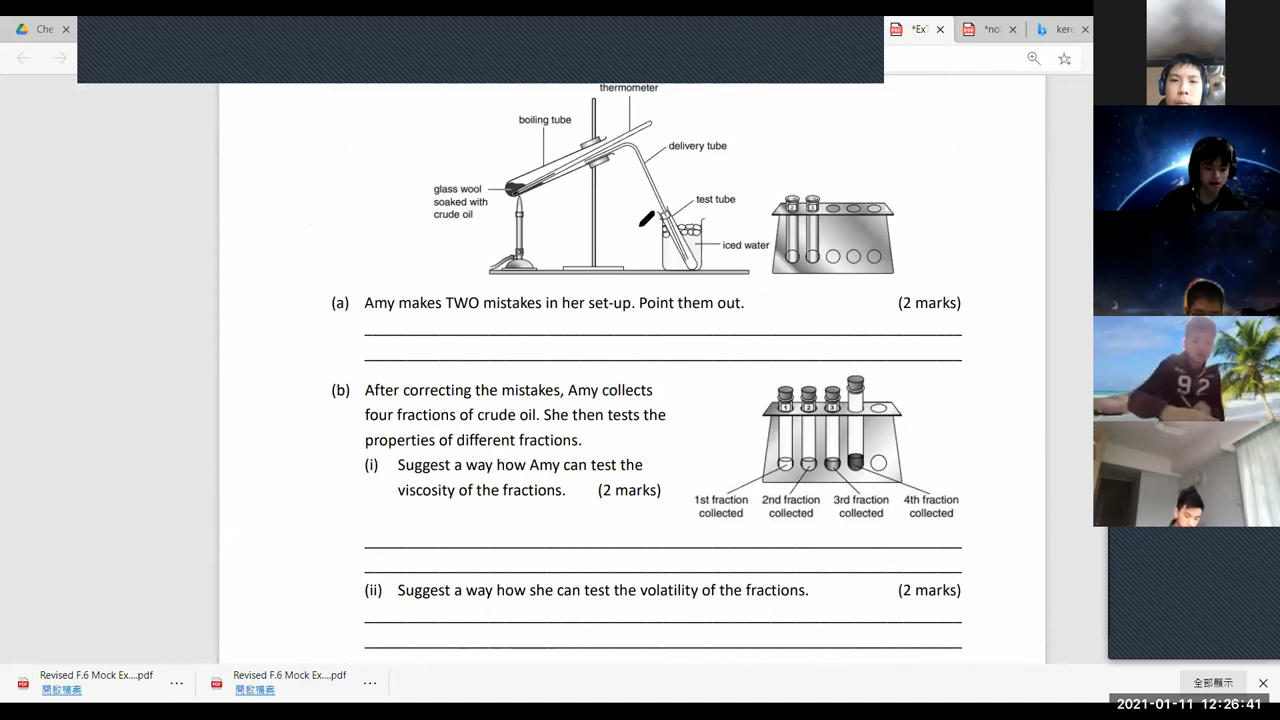 Che
*Ex7
*no
kerc
thermometer
boiling tube
delivery tube
glass wool
soaked with
crude oil
test tube
iced water
(a) Amy makes TWO mistakes in her set-up. Point them out. (2 marks)
(b) After correcting the mistakes, Amy collects
four fractions of crude oil. She then tests the
properties of different fractions.
(i) Suggest a way how Amy can test the
viscosity of the fractions. (2 marks)
1 2 3
1st fraction collected
2nd fraction collected
3rd fraction collected
4th fraction collected
(ii) Suggest a way how she can test the volatility of the fractions. (2 marks)
Revised F.6 Mock Ex....pdf
開啟檔案
Revised F.6 Mock Ex....pdf
開啟檔案
全部顯示
92
2021-01-11 12:26:41